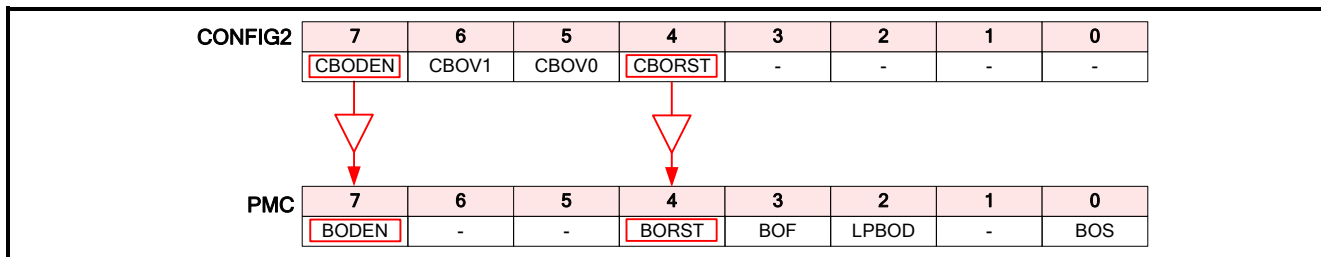 CONFIG2 7 6 5 4 3 2 1 0
CBODEN CBOV1 CBOV0 CBORST - - - -
PMC 7 6 5 4 3 2 1 0
BODEN - - BORST BOF LPBOD - BOS